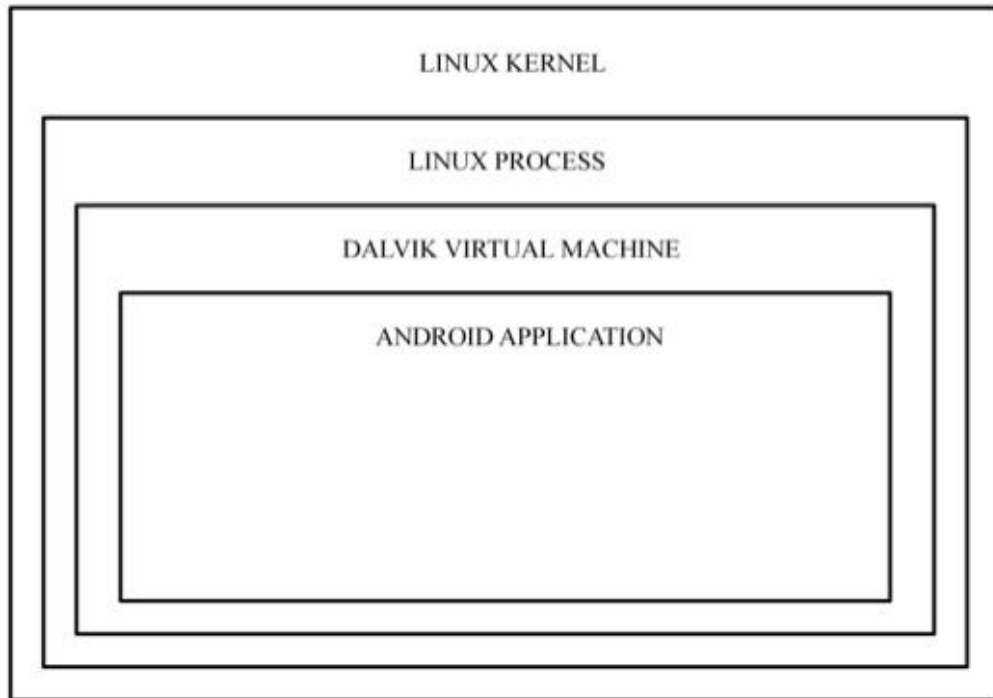 LINUX KERNEL
LINUX PROCESS
DALVIK VIRTUAL MACHINE
ANDROID APPLICATION